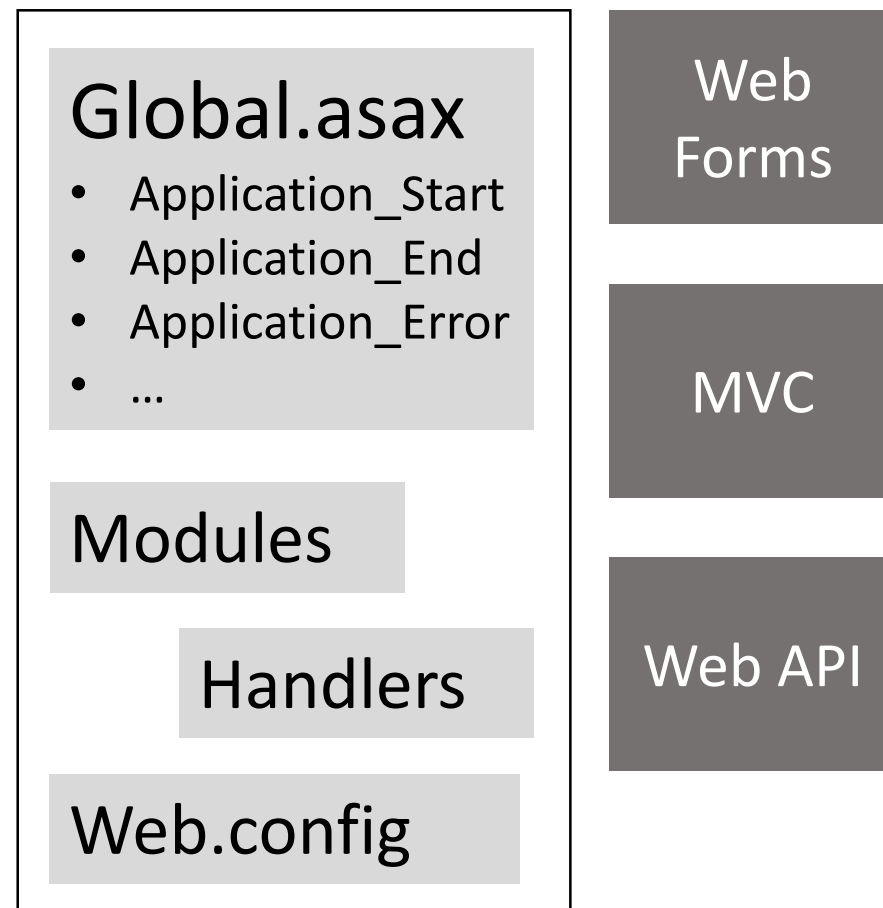 Global.asax
• Application_Start
• Application_End
• Application_Error
• …
Modules
Handlers
Web.config
Web
Forms
MVC
Web API